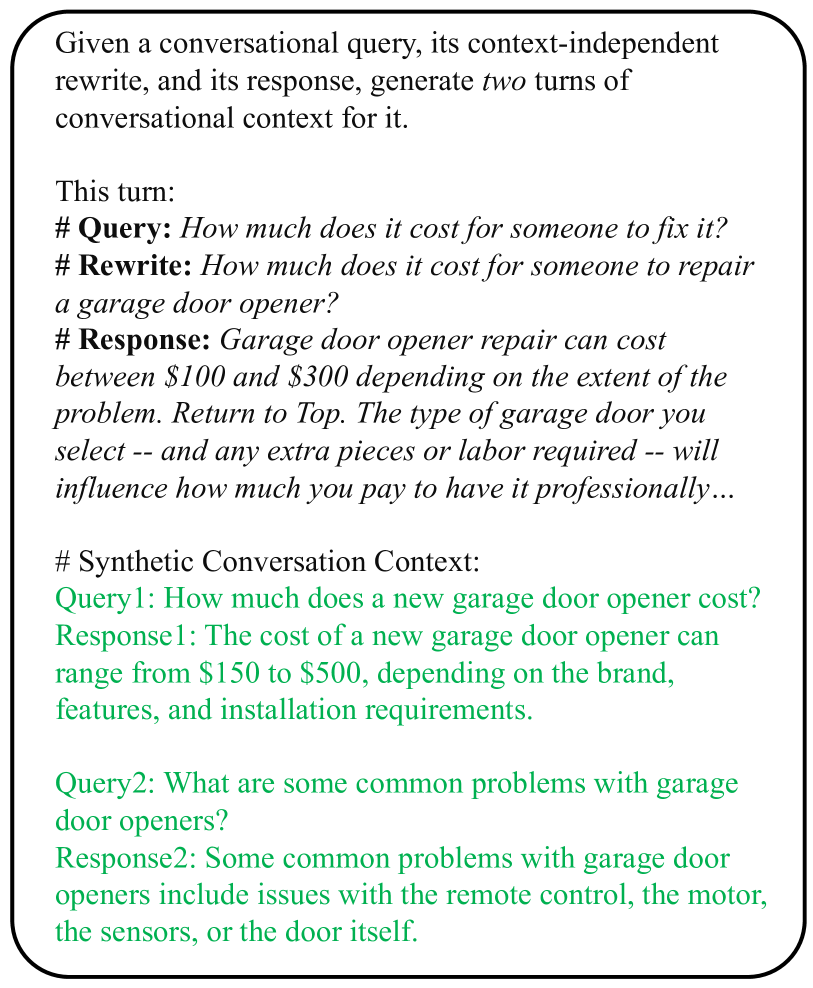 Given a conversational query, its context-independent
rewrite, and its response, generate two turns of
conversational context for it.
This turn:
# Query: How much does it cost for someone to fix it?
# Rewrite: How much does it cost for someone to repair
a garage door opener?
# Response: Garage door opener repair can cost
between $100 and $300 depending on the extent of the
problem. Return to Top. The type of garage door you
select -- and any extra pieces or labor required -- will
influence how much you pay to have it professionally…
# Synthetic Conversation Context:
Query1: How much does a new garage door opener cost?
Response1: The cost of a new garage door opener can
range from $150 to $500, depending on the brand,
features, and installation requirements.
Query2: What are some common problems with garage
door openers?
Response2: Some common problems with garage door
openers include issues with the remote control, the motor,
the sensors, or the door itself.